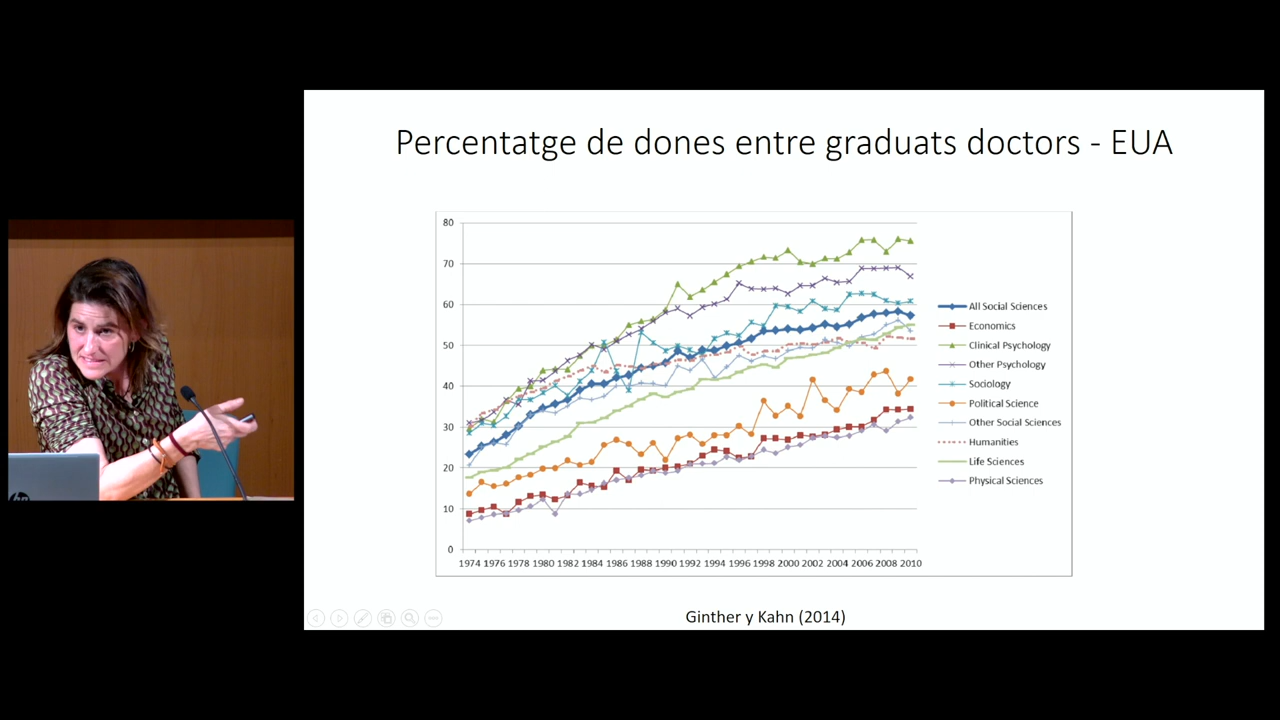 Percentatge de dones entre graduats doctors - EUA
80
70
60
50
40
30
20
10
0
1974 1976 1978 1980 1982 1984 1986 1988 1990 1992 1994 1996 1998 2000 2002 2004 2006 2008 2010
All Social Sciences
Economics
Clinical Psychology
Other Psychology
Sociology
Political Science
Other Social Sciences
Humanities
Life Sciences
Physical Sciences
Ginther y Kahn (2014)
hp